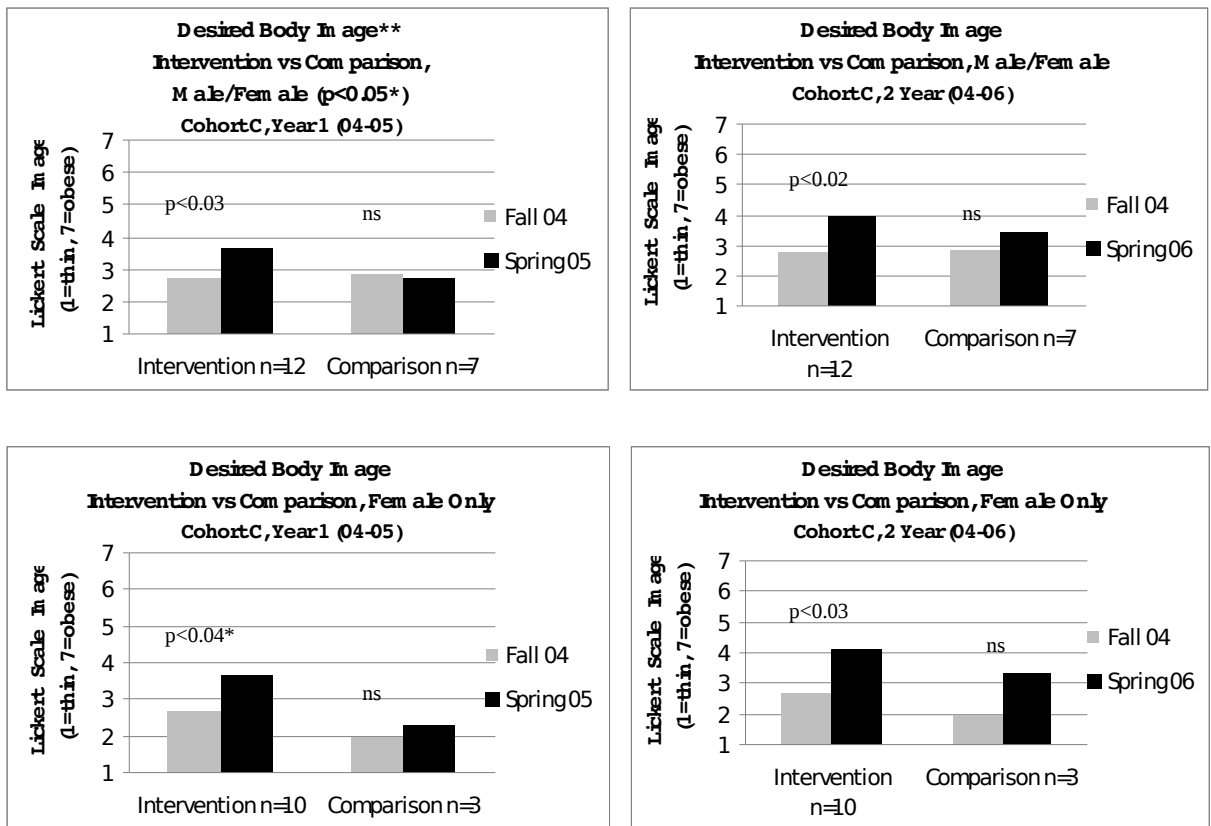 Desired Body Image**
Intervention vs Comparison,
Male/Female (p<0.05*)
Cohort C, Year 1 (04-05)
Lickert Scale Image
(1=thin, 7=obese)
7
6
5
4
3
2
1
p<0.03
ns
Fall 04
Spring 05
Intervention n=12
Comparison n=7
Desired Body Image
Intervention vs Comparison, Male/Female
Cohort C, 2 Year (04-06)
Lickert Scale Image
(1=thin, 7=obese)
7
6
5
4
3
2
1
p<0.02
ns
Fall 04
Spring 06
Intervention
n=12
Comparison n=7
Desired Body Image
Intervention vs Comparison, Female Only
Cohort C, Year 1 (04-05)
Lickert Scale Image
(1=thin, 7=obese)
7
6
5
4
3
2
1
p<0.04*
ns
Fall 04
Spring 05
Intervention n=10
Comparison n=3
Desired Body Image
Intervention vs Comparison, Female Only
Cohort C, 2 Year (04-06)
Lickert Scale Image
(1=thin, 7=obese)
7
6
5
4
3
2
1
p<0.03
ns
Fall 04
Spring 06
Intervention
n=10
Comparison n=3